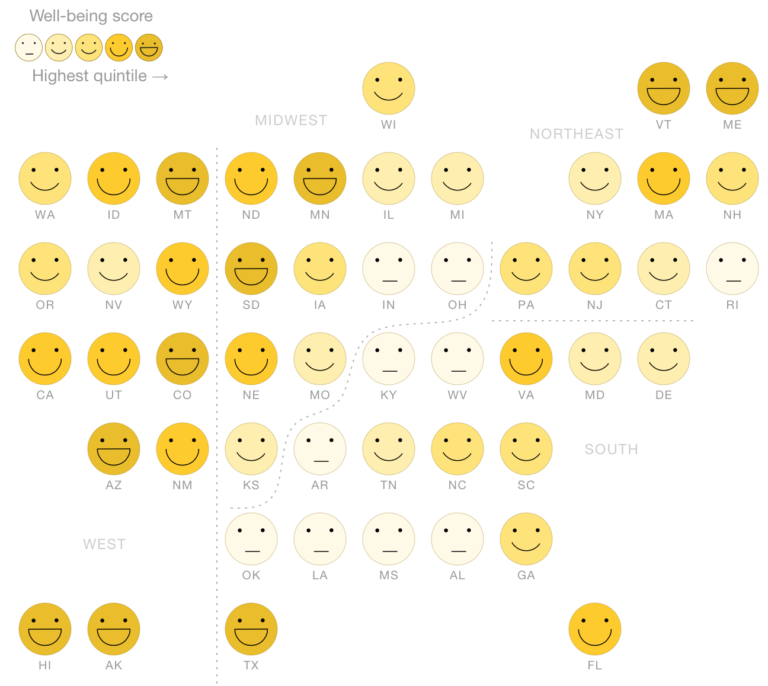 Well-being score
Highest quintile →
MIDWEST
WI
NORTHEAST
VT ME
WA ID MT ND MN IL MI NY MA NH
OR NV WY SD IA IN OH PA NJ CT RI
CA UT CO NE MO KY WV VA MD DE
AZ NM KS AR TN NC SC
SOUTH
WEST
OK LA MS AL GA
HI AK TX FL